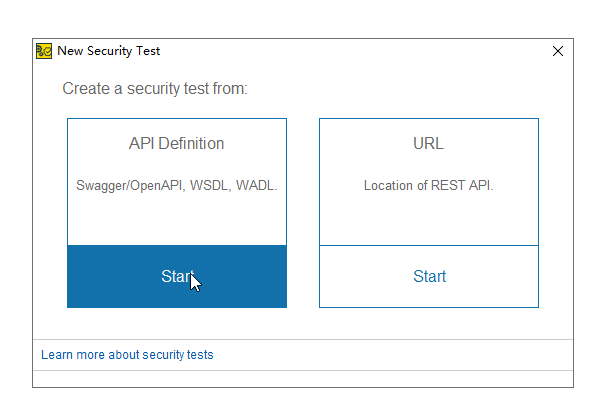 New Security Test
Create a security test from:
API Definition
Swagger/OpenAPI, WSDL, WADL.
Start
URL
Location of REST API.
Start
Learn more about security tests